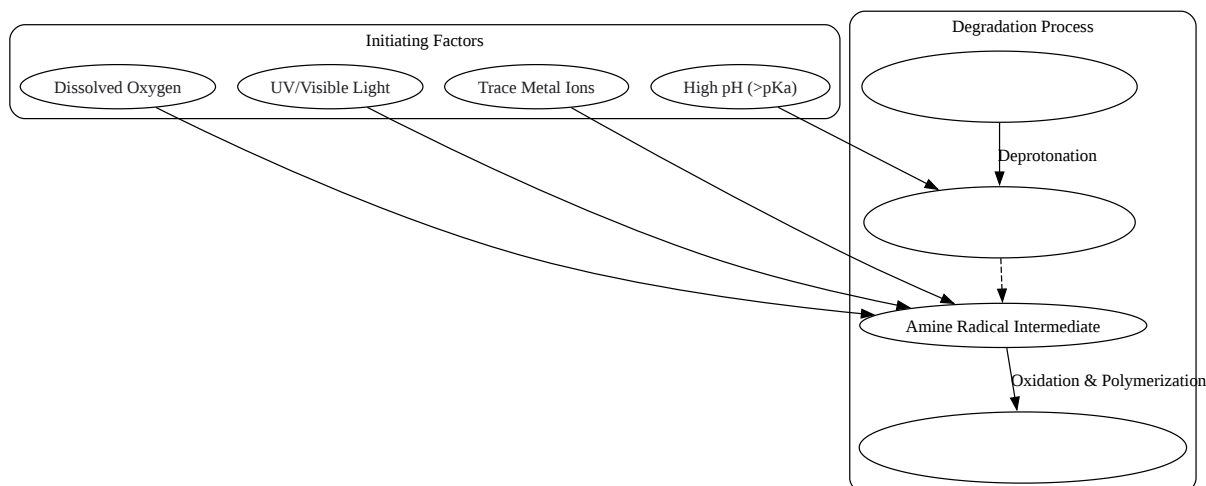 Initiating Factors
Degradation Process
Dissolved Oxygen
UV/Visible Light
Trace Metal Ions
High pH (>pKa)
Deprotonation
Amine Radical Intermediate
Oxidation & Polymerization